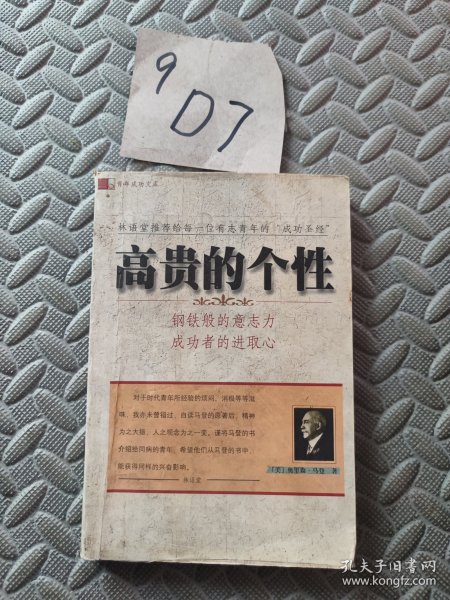 9
D7
青峰成功文库
林语堂推荐给每一位有志青年的“成功圣经”
高贵的个性
钢铁般的意志力
成功者的进取心
对于时代青年所经验的烦闷、消极等等滋
味，我亦未曾错过，自读马登的原著后，精神
为之大振，人之观念为之一变。谨将马登的书
介绍给同病的青年，希望他们从马登的书中，
能获得同样的兴奋影响。
林语堂
[美]奥里森·马登 著
孔夫子旧书网
www.kongfz.com